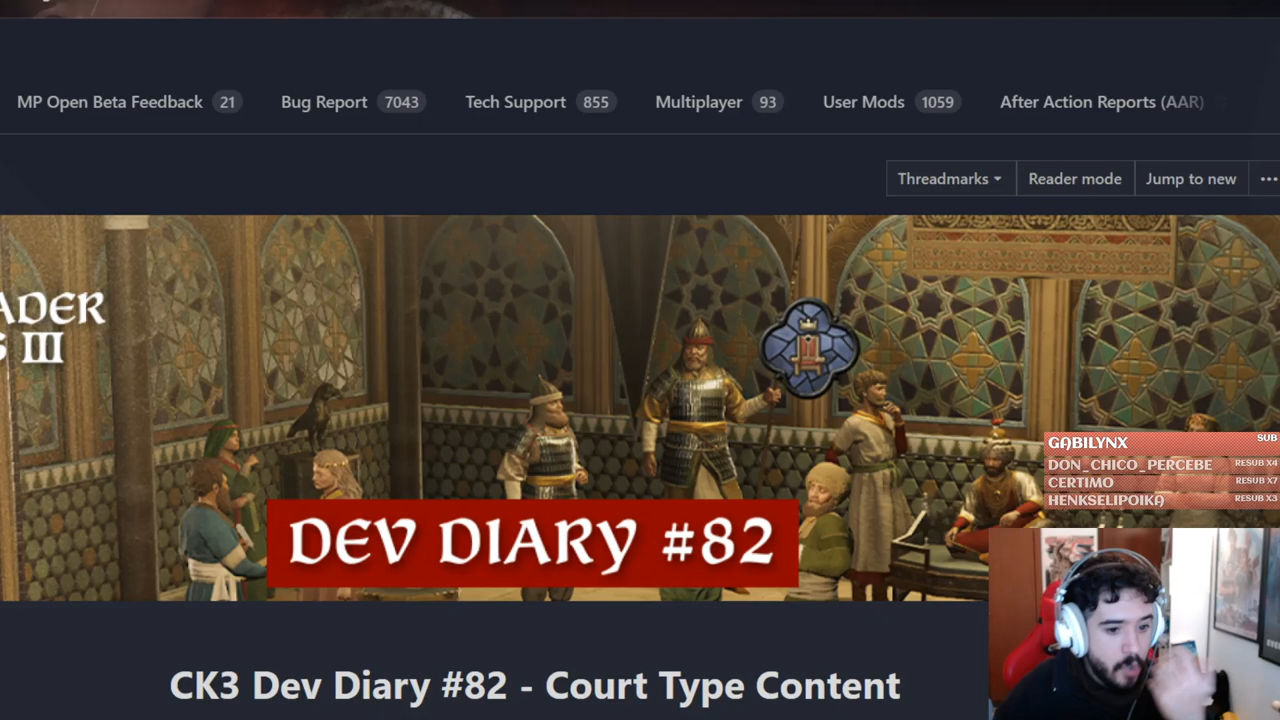 MP Open Beta Feedback 21 Bug Report 7043 Tech Support 855 Multiplayer 93 User Mods 1059 After Action Reports (AAR)
Threadmarks Reader mode Jump to new
ADER
III
DEV DIARY #82
GABILYNX SUB
DON_CHICO_PERCEBE RESUB X4
CERTIMO RESUB X7
HENKSELIPOIKA RESUB X3
CK3 Dev Diary #82 - Court Type Content